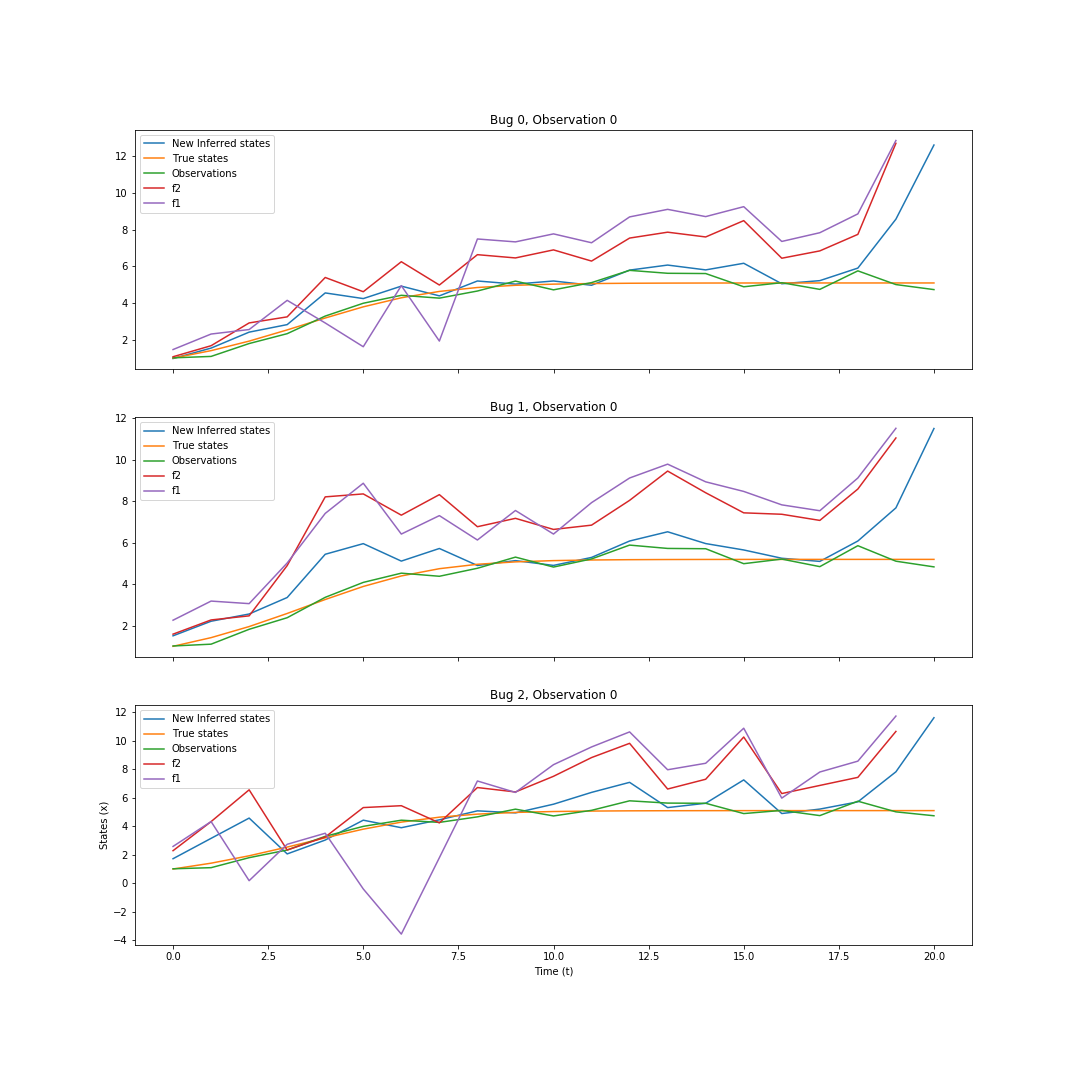 Bug 0, Observation 0
New Inferred states
True states
Observations
f2
f1
12
10
8
6
4
2
Bug 1, Observation 0
New Inferred states
True states
Observations
f2
f1
12
10
8
6
4
2
Bug 2, Observation 0
New Inferred states
True states
Observations
f2
f1
12
10
8
6
4
2
0
−2
−4
States (x)
0.0 2.5 5.0 7.5 10.0 12.5 15.0 17.5 20.0
Time (t)